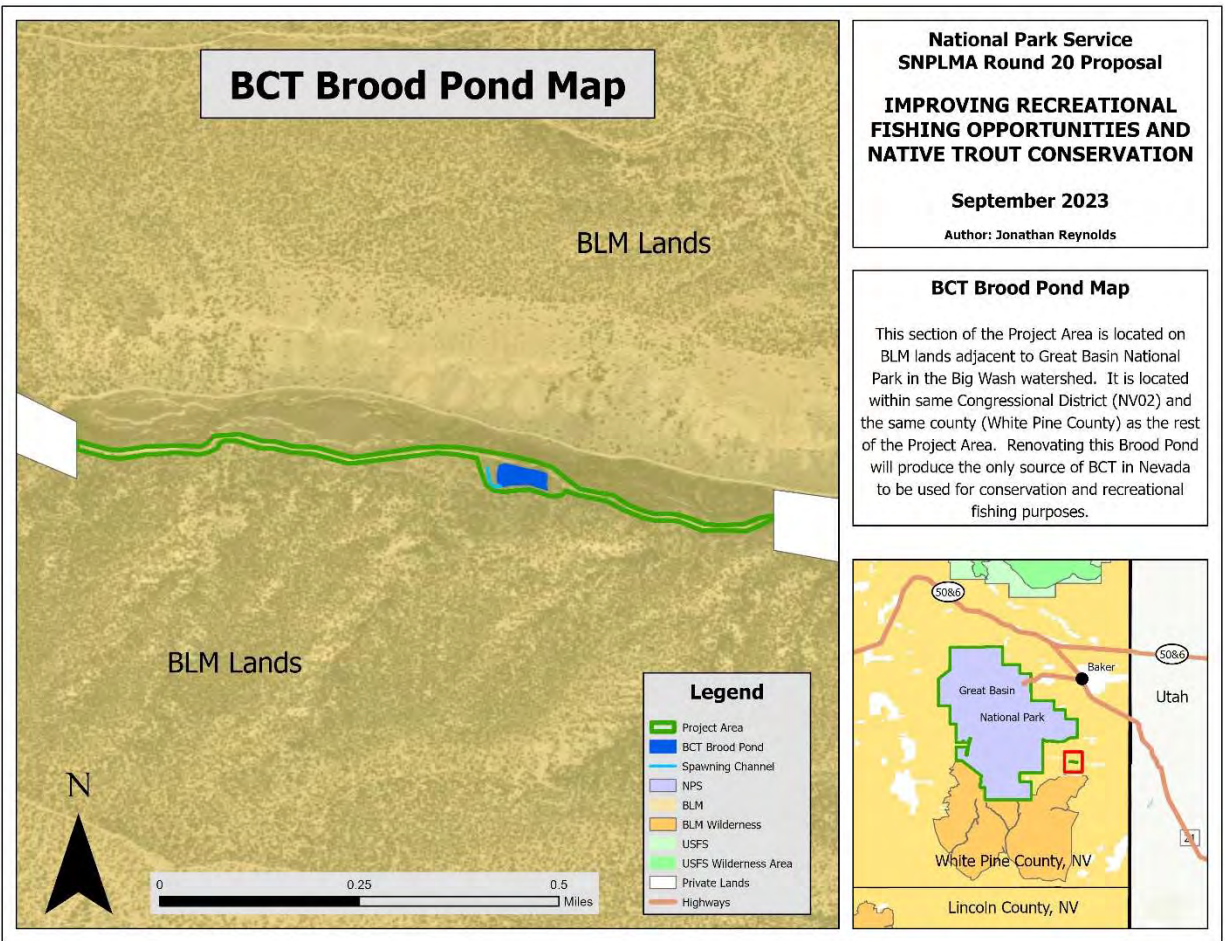 BCT Brood Pond Map
BLM Lands
BLM Lands
N
0
0.25
0.5
Miles
Legend
Project Area
BCT Brood Pond
Spawning Channel
NPS
BLM
BLM Wilderness
USFS
USFS Wilderness Area
Private Lands
Highways
National Park Service
SNPLMA Round 20 Proposal
IMPROVING RECREATIONAL
FISHING OPPORTUNITIES AND
NATIVE TROUT CONSERVATION
September 2023
Author: Jonathan Reynolds
BCT Brood Pond Map
This section of the Project Area is located on
BLM lands adjacent to Great Basin National
Park in the Big Wash watershed. It is located
within same Congressional District (NV02) and
the same county (White Pine County) as the rest
of the Project Area. Renovating this Brood Pond
will produce the only source of BCT in Nevada
to be used for conservation and recreational
fishing purposes.
50&6
50&6
Baker
Utah
Great Basin
National Park
21
White Pine County, NV
Lincoln County, NV